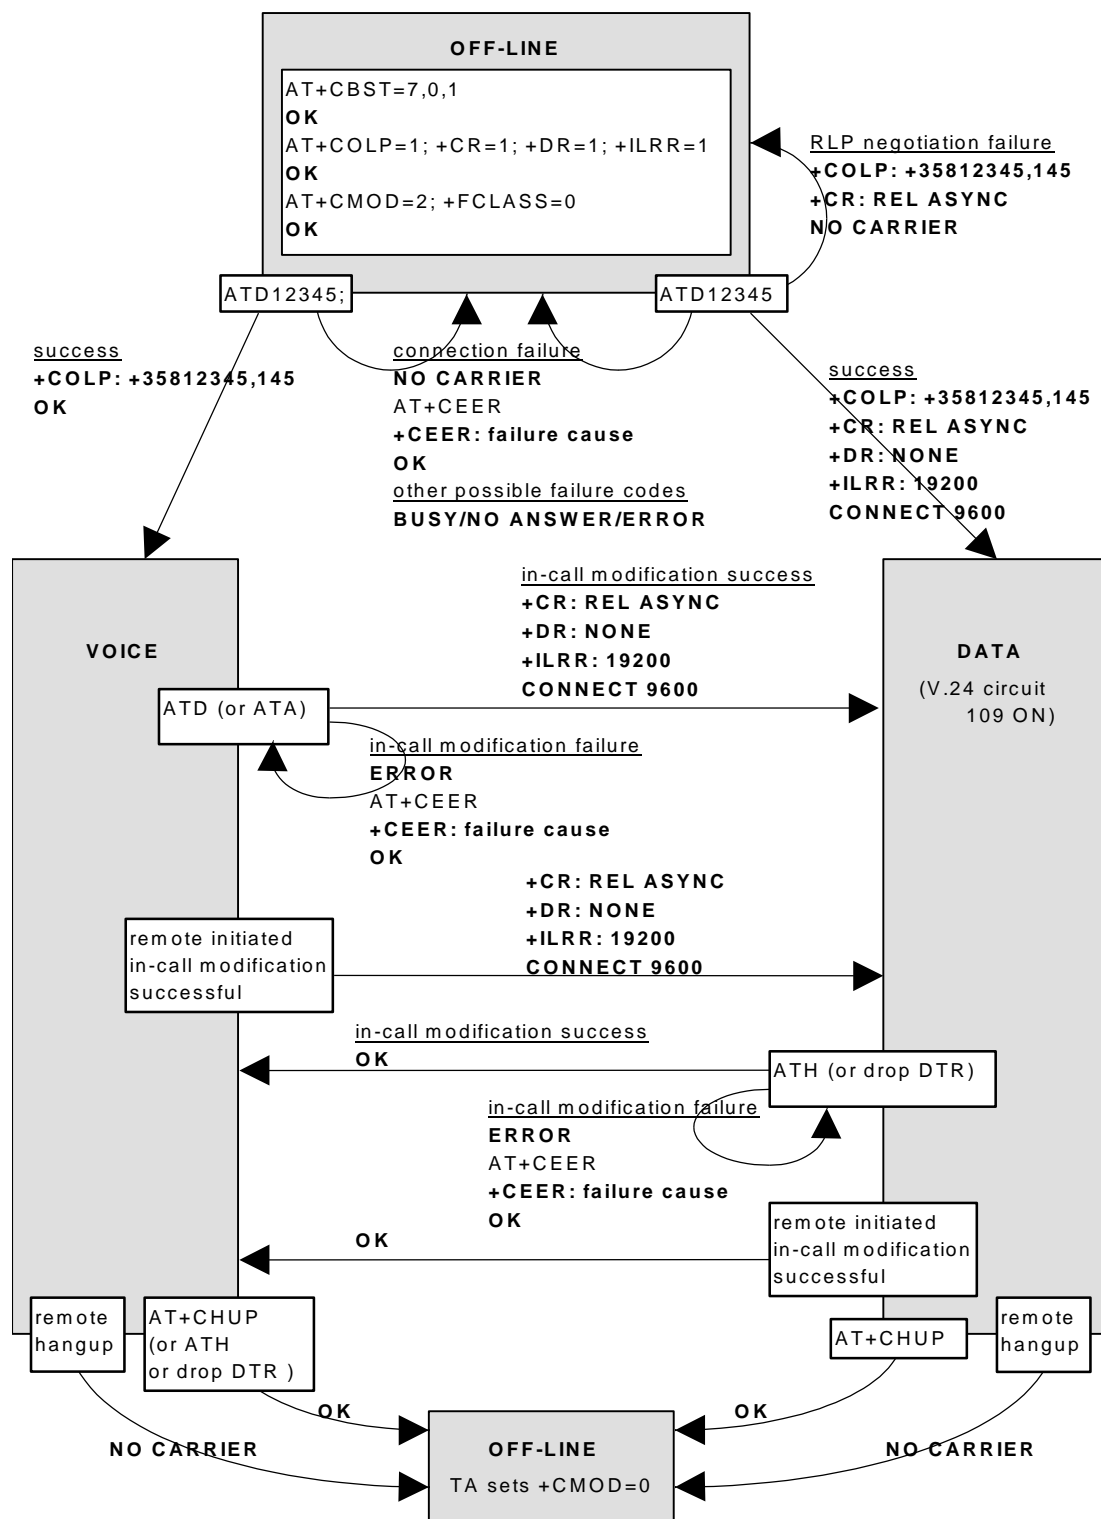 OFF-LINE
AT+CBST=7,0,1
OK
AT+COLP=1; +CR=1; +DR=1; +ILRR=1
OK
AT+CMOD=2; +FCLASS=0
OK
RLP negotiation failure
+COLP: +35812345,145
+CR: REL ASYNC
NO CARRIER
ATD12345;
ATD12345
success
+COLP: +35812345,145
OK
connection failure
NO CARRIER
AT+CEER
+CEER: failure cause
OK
other possible failure codes
BUSY/NO ANSWER/ERROR
success
+COLP: +35812345,145
+CR: REL ASYNC
+DR: NONE
+ILRR: 19200
CONNECT 9600
VOICE
in-call modification success
+CR: REL ASYNC
+DR: NONE
+ILRR: 19200
CONNECT 9600
DATA
(V.24 circuit
109 ON)
ATD (or ATA)
in-call modification failure
ERROR
AT+CEER
+CEER: failure cause
OK
+CR: REL ASYNC
+DR: NONE
+ILRR: 19200
CONNECT 9600
remote initiated
in-call modification
successful
in-call modification success
OK
ATH (or drop DTR)
in-call modification failure
ERROR
AT+CEER
+CEER: failure cause
OK
remote initiated
in-call modification
successful
OK
remote
hangup
AT+CHUP
(or ATH
or drop DTR )
AT+CHUP
remote
hangup
OK
OK
NO CARRIER
NO CARRIER
OFF-LINE
TA sets +CMOD=0